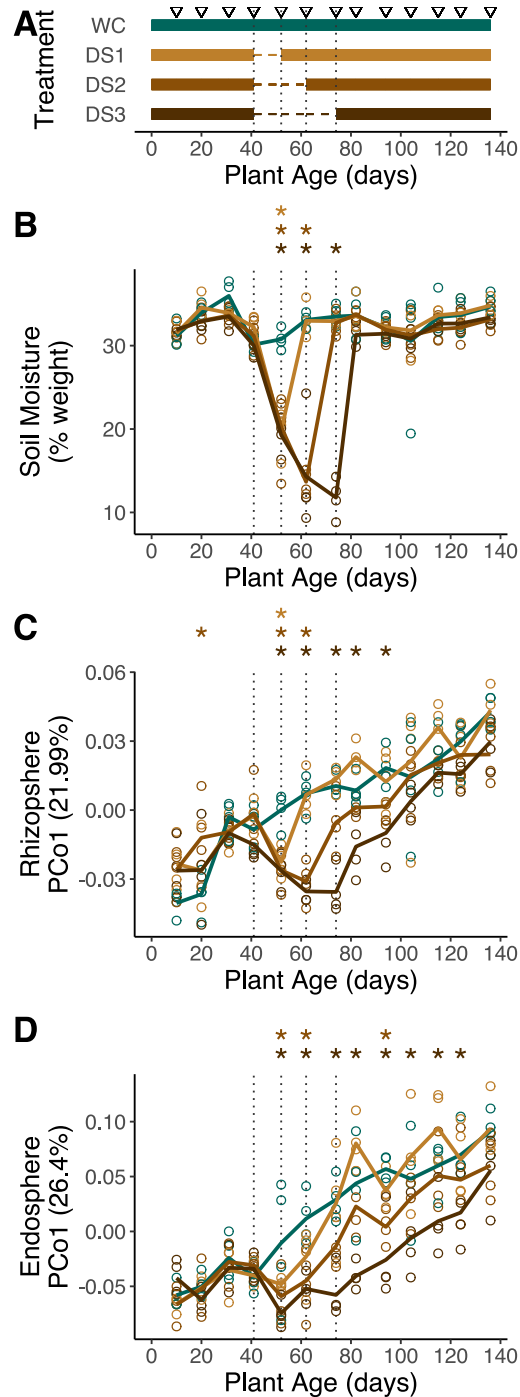 A
Treatment
WC
DS1
DS2
DS3
0 20 40 60 80 100 120 140
Plant Age (days)
B
* 
* *
* * *
Soil Moisture
(% weight)
30
20
10
0 20 40 60 80 100 120 140
Plant Age (days)
C
*
* * *
* * * * *
Rhizopshere
PCo1 (21.99%)
0.06
0.03
0.00
-0.03
0 20 40 60 80 100 120 140
Plant Age (days)
D
* * *
* * * * * * * *
Endosphere
PCo1 (26.4%)
0.10
0.05
0.00
-0.05
0 20 40 60 80 100 120 140
Plant Age (days)